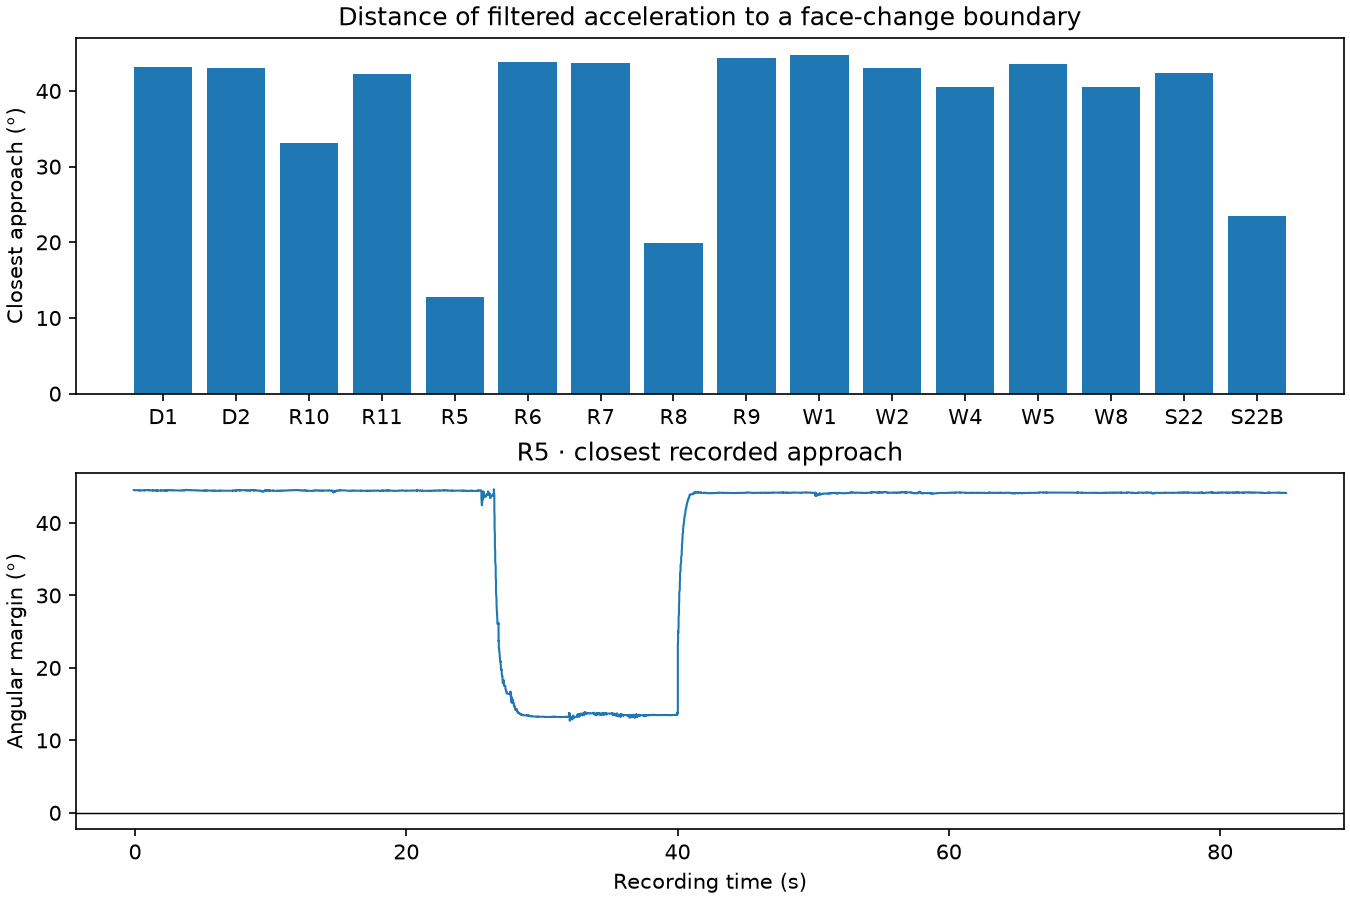 Distance of filtered acceleration to a face-change boundary
Closest approach (°)
40
30
20
10
0
D1 D2 R10 R11 R5 R6 R7 R8 R9 W1 W2 W4 W5 W8 S22 S22B
R5 · closest recorded approach
Angular margin (°)
40
30
20
10
0
0 20 40 60 80
Recording time (s)